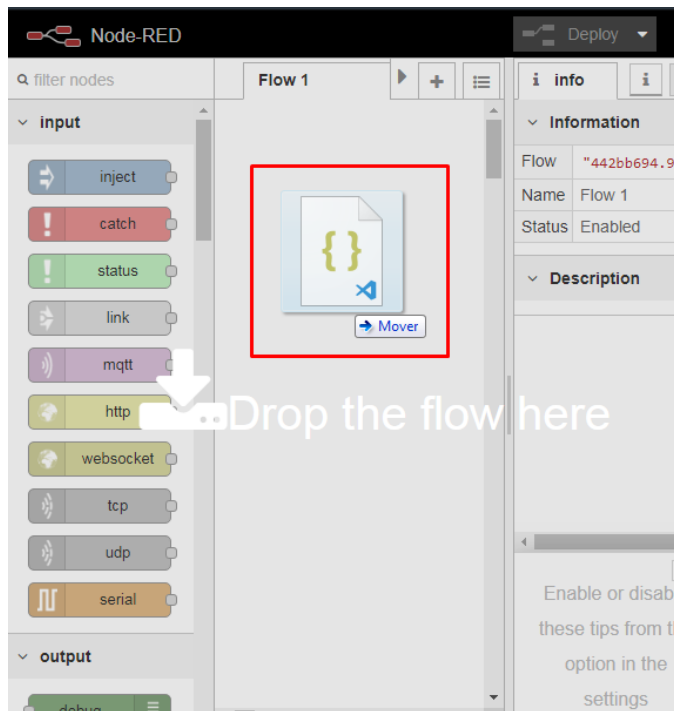 Node-RED
Deploy
filter nodes
Flow 1
i info
i
input
Information
Flow "442bb694.9
Name Flow 1
Status Enabled
Description
inject
catch
status
link
mqtt
http
websocket
tcp
udp
serial
{ }
Mover
Drop the flow here
Enable or disab
these tips from t
option in the
settings
output
debug